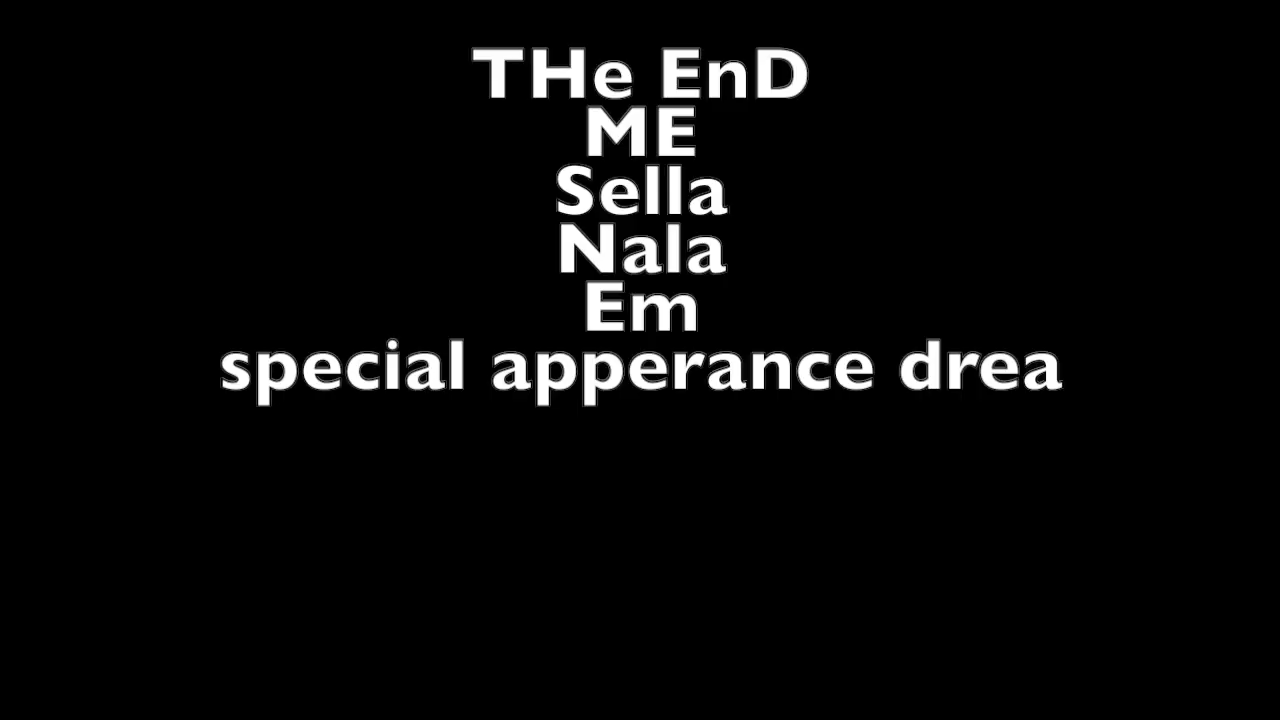 THe EnD
ME
Sella
Nala
Em
special apperance drea